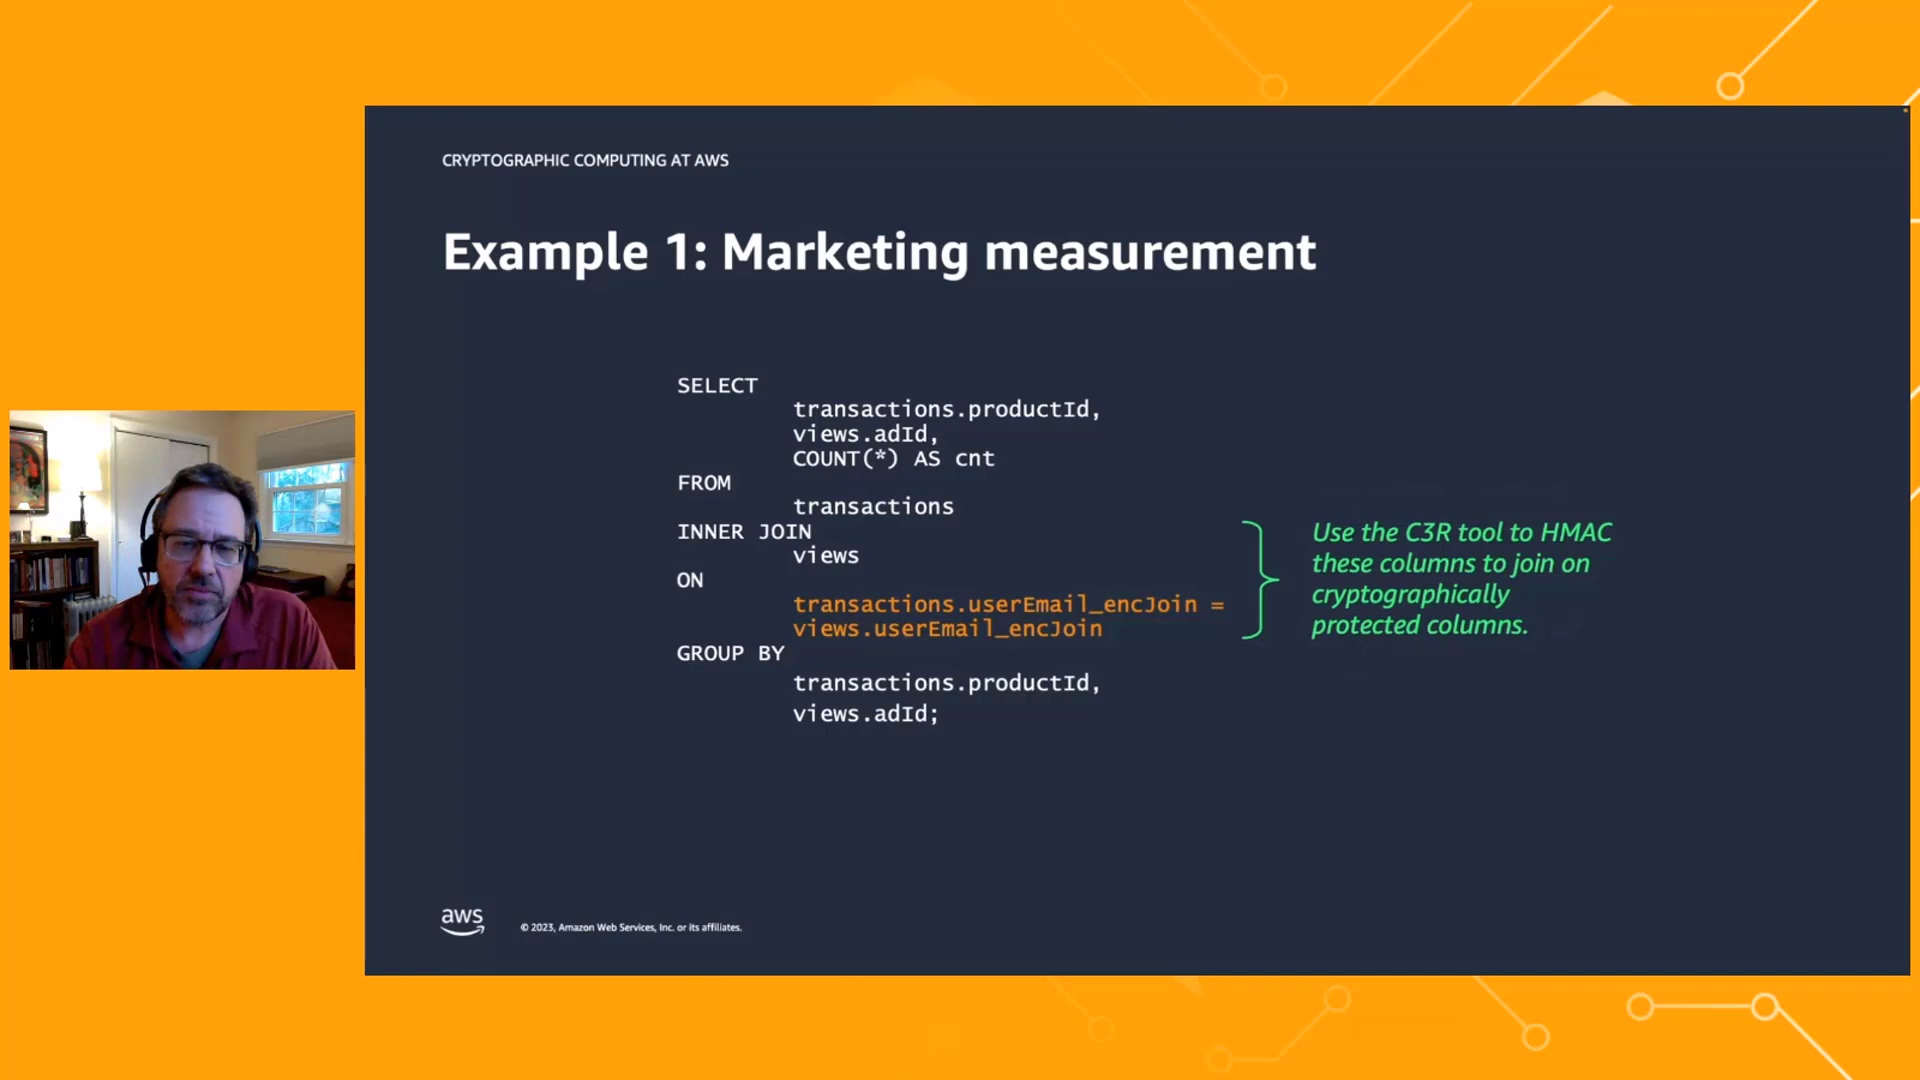 CRYPTOGRAPHIC COMPUTING AT AWS
Example 1: Marketing measurement
SELECT
transactions.productId,
views.adId,
COUNT(*) AS cnt
FROM
transactions
INNER JOIN
views
ON
transactions.userEmail_encJoin =
views.userEmail_encJoin
GROUP BY
transactions.productId,
views.adId;
Use the C3R tool to HMAC
these columns to join on
cryptographically
protected columns.
aws
© 2023, Amazon Web Services, Inc. or its affiliates.